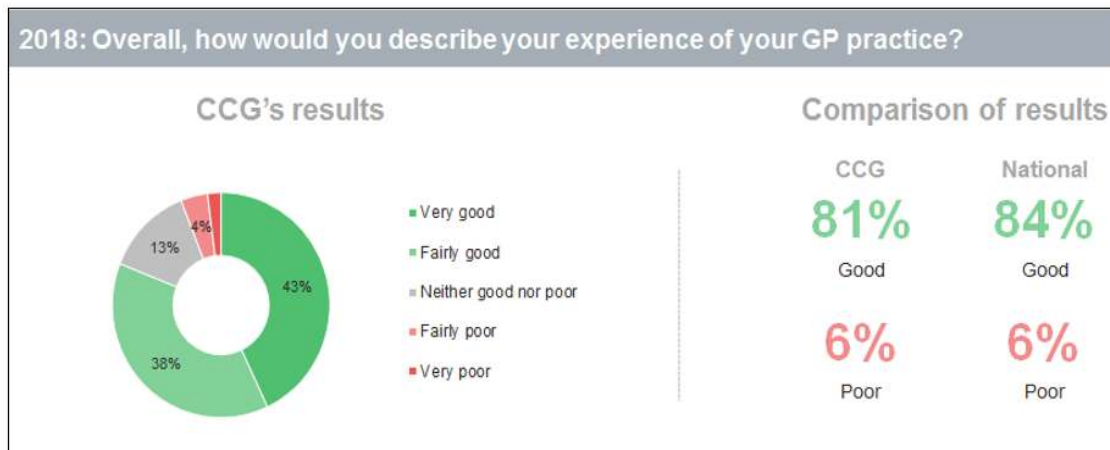 2018: Overall, how would you describe your experience of your GP practice?
CCG's results
43%
38%
13%
4%
Very good
Fairly good
Neither good nor poor
Fairly poor
Very poor
Comparison of results
CCG National
81% 84%
Good Good
6% 6%
Poor Poor